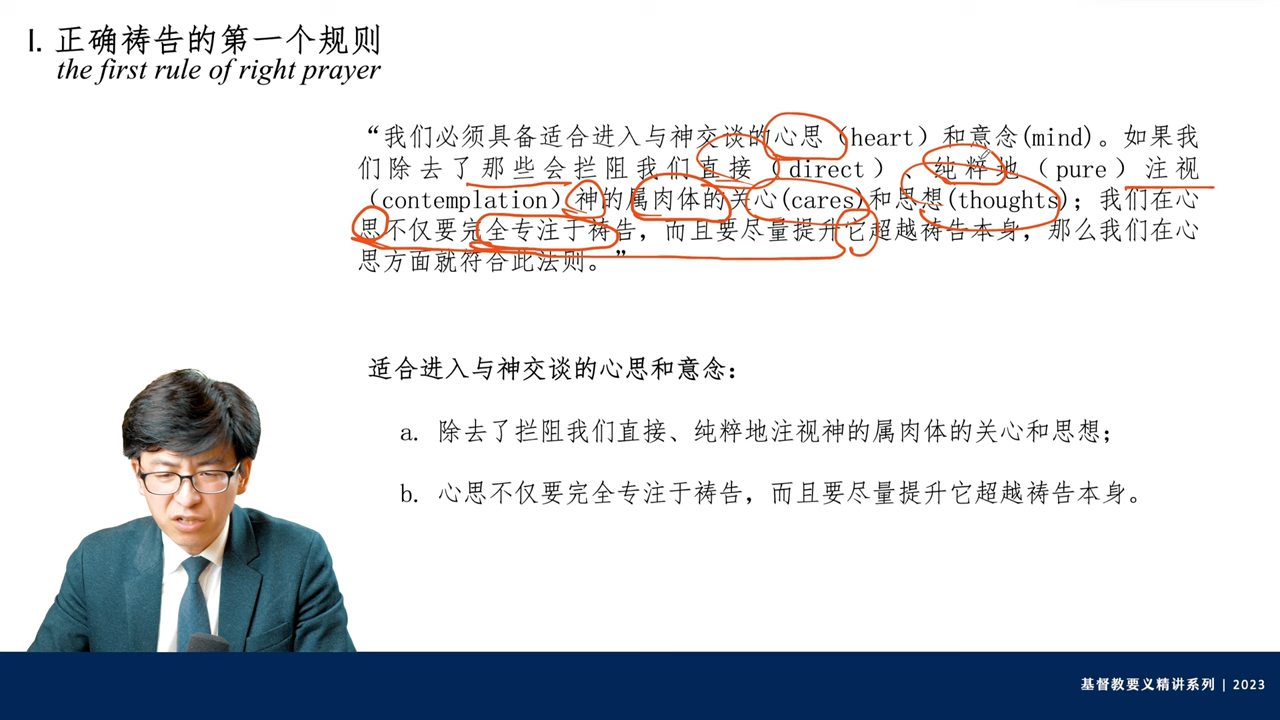 I. 正确祷告的第一个规则
the first rule of right prayer
“我们必须具备适合进入与神交谈的心思（heart）和意念(mind)。如果我
们除去了那些会拦阻我们直接（direct）、纯粹地（pure）注视
（contemplation）神的属肉体的关心(cares)和思想(thoughts)；我们在心
思不仅要完全专注于祷告，而且要尽量提升它超越祷告本身，那么我们在心
思方面就符合此法则。”
适合进入与神交谈的心思和意念：
a. 除去了拦阻我们直接、纯粹地注视神的属肉体的关心和思想；
b. 心思不仅要完全专注于祷告，而且要尽量提升它超越祷告本身。
基督教要义精讲系列 | 2023